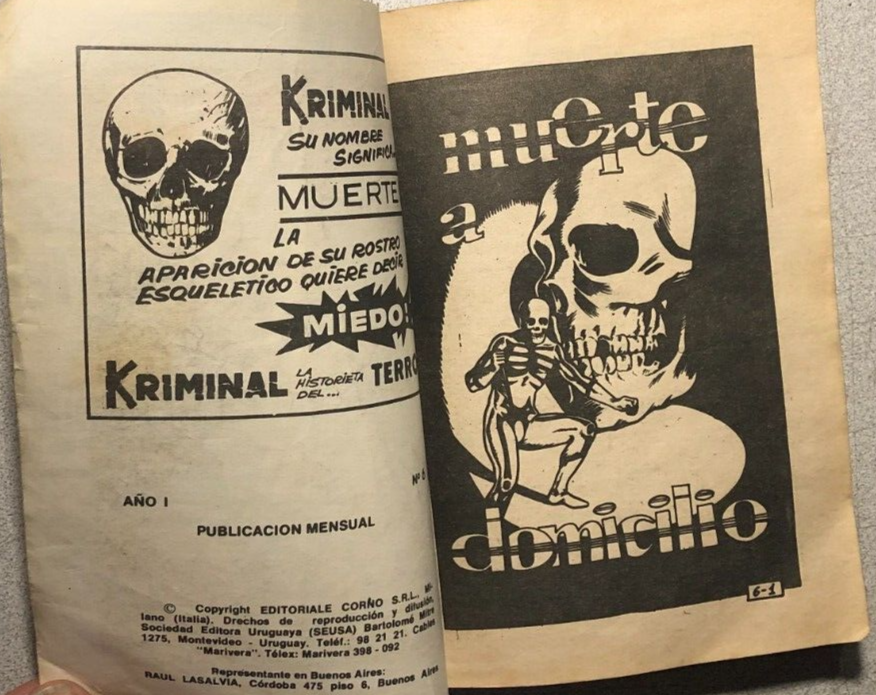 KRIMINAL
SU NOMBRE
SIGNIFICA...
MUERTE
LA
APARICION DE SU ROSTRO
ESQUELETICO QUIERE DECIR
MIEDO!
KRIMINAL LA HISTORIETA DEL... TERRO
Nº 6
AÑO I
PUBLICACION MENSUAL
© Copyright EDITORIALE CORNO S.R.L., Mi-
lano (Italia). Drechos de reproducción y difusión,
Sociedad Editora Uruguaya (SEUSA) Bartolomé Mitre
1275, Montevideo - Uruguay. Teléf.: 98 21 21. Cables
"Marivera". Télex: Marivera 398 - 092
Representante en Buenos Aires:
RAUL LASALVIA, Córdoba 475 piso 6, Buenos Aires
muerte
a
domicilio
6-1